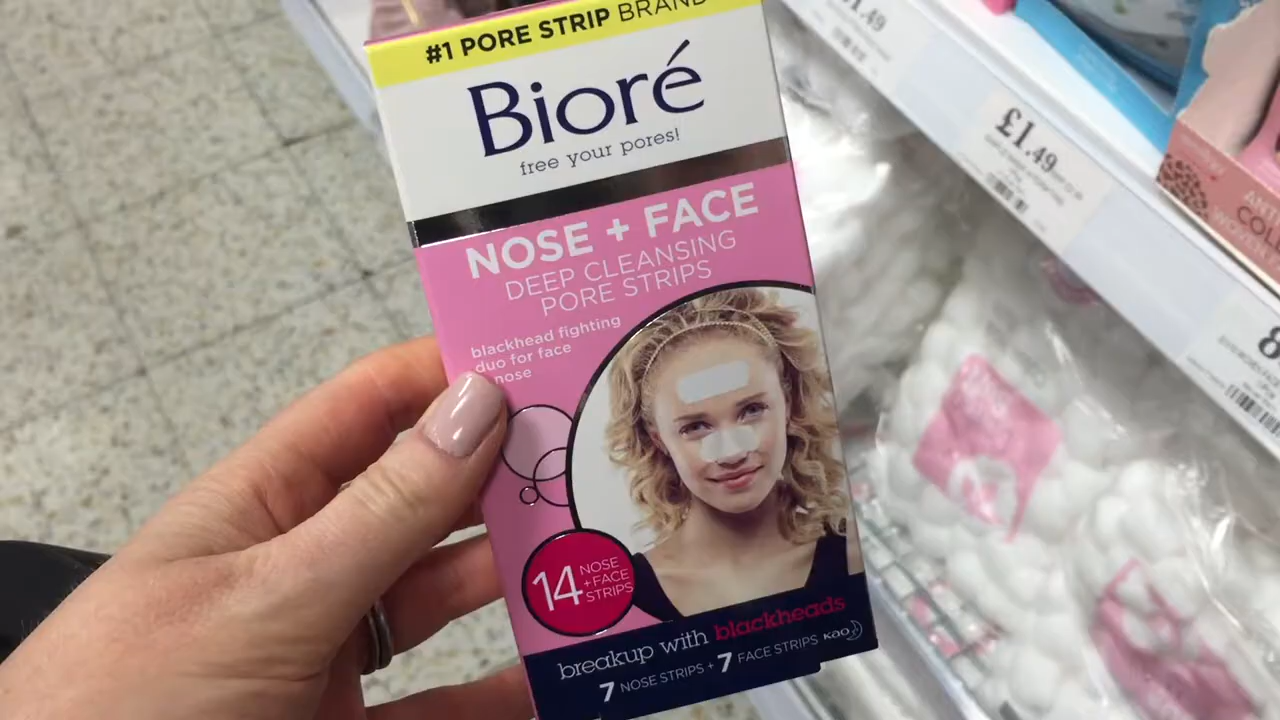 #1 PORE STRIP BRAND
Bioré
free your pores!
NOSE + FACE
DEEP CLEANSING
PORE STRIPS
blackhead fighting
duo for face
nose
14 NOSE
+FACE
STRIPS
breakup with blackheads
7 NOSE STRIPS + 7 FACE STRIPS Kao
£1.49
£1.49
8
COLL